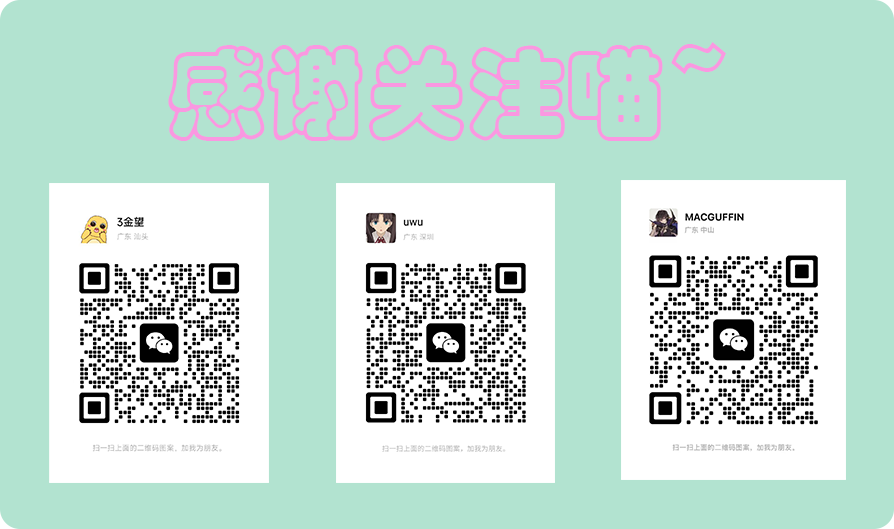 感谢关注喵~
3金望
广东 汕头
扫一扫上面的二维码图案，加我为朋友。
uwu
广东 深圳
扫一扫上面的二维码图案，加我为朋友。
MACGUFFIN
广东 中山
扫一扫上面的二维码图案，加我为朋友。